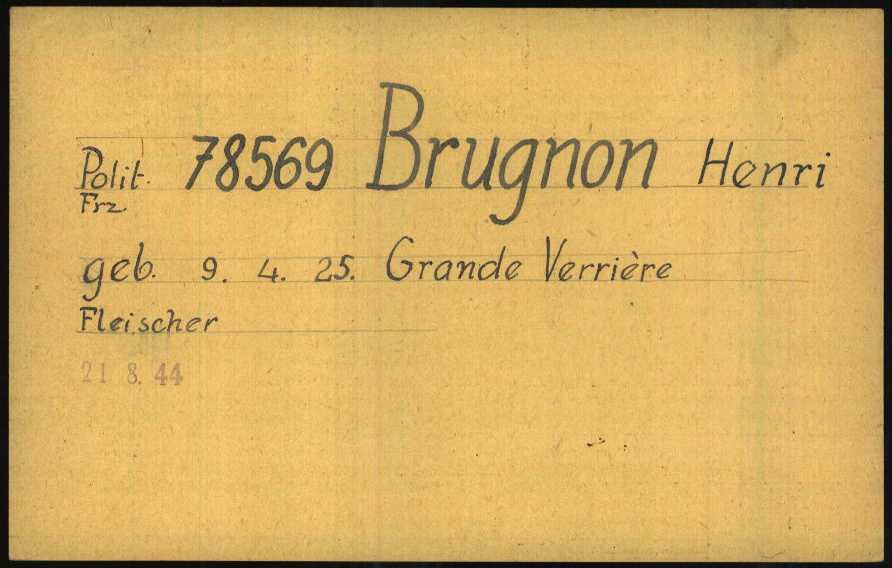 Polit. 78569 Brugnon Henri
Frz.
geb. 9. 4. 25. Grande Verrière
Fleischer
21 8. 44